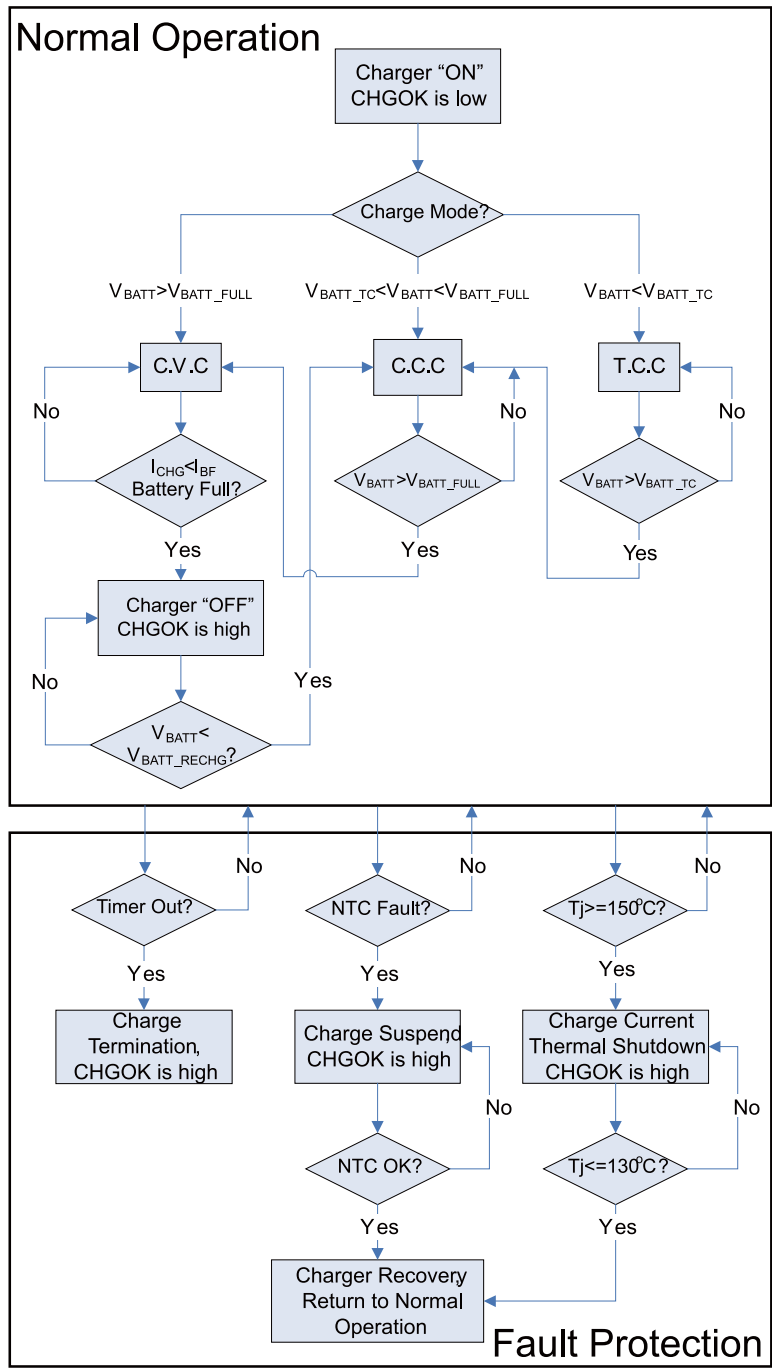 Normal Operation
Charger “ON”
CHGOK is low
Charge Mode?
VBATT>VBATT_FULL
VBATT_TC<VBATT<VBATT_FULL
VBATT<VBATT_TC
C.V.C
C.C.C
T.C.C
No
No
No
ICHG<IBF
Battery Full?
VBATT>VBATT_FULL
VBATT>VBATT_TC
Yes
Yes
Yes
Charger “OFF”
CHGOK is high
No
Yes
VBATT<
VBATT_RECHG?
No
No
No
Timer Out?
NTC Fault?
Tj>=150°C?
Yes
Yes
Yes
Charge
Termination,
CHGOK is high
Charge Suspend,
CHGOK is high
Charge Current
Thermal Shutdown
CHGOK is high
No
No
NTC OK?
Tj<=130°C?
Yes
Yes
Charger Recovery,
Return to Normal
Operation
Fault Protection